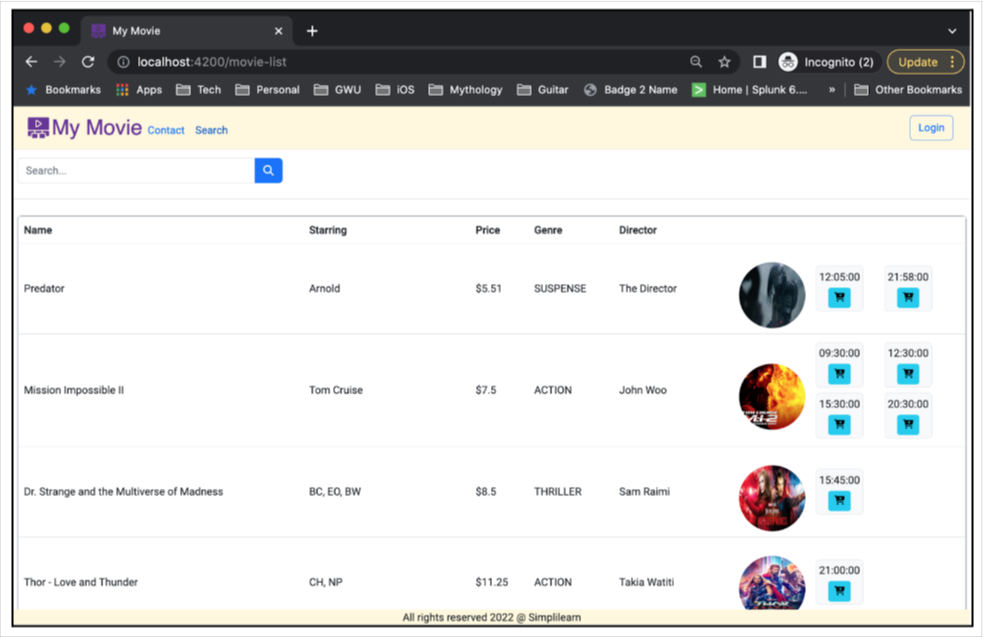 My Movie
localhost:4200/movie-list Incognito (2) Update
Bookmarks Apps Tech Personal GWU iOS Mythology Guitar Badge 2 Name Home | Splunk 6.... » Other Bookmarks
My Movie Contact Search Login
Search...
Name Starring Price Genre Director
Predator Arnold $5.51 SUSPENSE The Director 12:05:00 21:58:00
Mission Impossible II Tom Cruise $7.5 ACTION John Woo 09:30:00 12:30:00
M:I-2 15:30:00 20:30:00
Dr. Strange and the Multiverse of Madness BC, EO, BW $8.5 THRILLER Sam Raimi 15:45:00
Thor - Love and Thunder CH, NP $11.25 ACTION Takia Watiti 21:00:00
THOR
All rights reserved 2022 @ Simplilearn